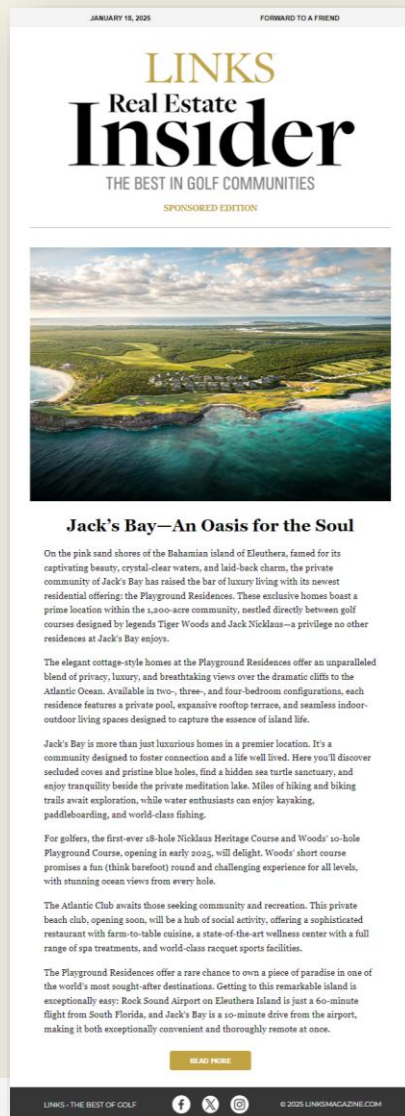 JANUARY 18, 2025
FORWARD TO A FRIEND
LINKS
Real Estate
Insider
THE BEST IN GOLF COMMUNITIES
SPONSORED EDITION
Jack's Bay—An Oasis for the Soul
On the pink sand shores of the Bahamian island of Eleuthera, famed for its
captivating beauty, crystal-clear waters, and laid-back charm, the private
community of Jack's Bay has raised the bar of luxury living with its newest
residential offering: the Playground Residences. These exclusive homes boast a
prime location within the 1,200-acre community, nestled directly between golf
courses designed by legends Tiger Woods and Jack Nicklaus—a privilege no other
residences at Jack's Bay enjoys.
The elegant cottage-style homes at the Playground Residences offer an unparalleled
blend of privacy, luxury, and breathtaking views over the dramatic cliffs to the
Atlantic Ocean. Available in two-, three-, and four-bedroom configurations, each
residence features a private pool, expansive rooftop terrace, and seamless indoor-
outdoor living spaces designed to capture the essence of island life.
Jack's Bay is more than just luxurious homes in a premier location. It's a
community designed to foster connection and a life well lived. Here you'll discover
secluded coves and pristine blue holes, find a hidden sea turtle sanctuary, and
enjoy tranquility beside the private meditation lake. Miles of hiking and biking
trails await exploration, while water enthusiasts can enjoy kayaking,
paddleboarding, and world-class fishing.
For golfers, the first-ever 18-hole Nicklaus Heritage Course and Woods' 10-hole
Playground Course, opening in early 2025, will delight. Woods' short course
promises a fun (think barefoot) round and challenging experience for all levels,
with stunning ocean views from every hole.
The Atlantic Club awaits those seeking community and recreation. This private
beach club, opening soon, will be a hub of social activity, offering a sophisticated
restaurant with farm-to-table cuisine, a state-of-the-art wellness center with a full
range of spa treatments, and world-class racquet sports facilities.
The Playground Residences offer a rare chance to own a piece of paradise in one of
the world's most sought-after destinations. Getting to this remarkable island is
exceptionally easy: Rock Sound Airport on Eleuthera Island is just a 60-minute
flight from South Florida, and Jack's Bay is a 10-minute drive from the airport,
making it both exceptionally convenient and thoroughly remote at once.
READ MORE
LINKS - THE BEST OF GOLF
© 2025 LINKSMAGAZINE.COM